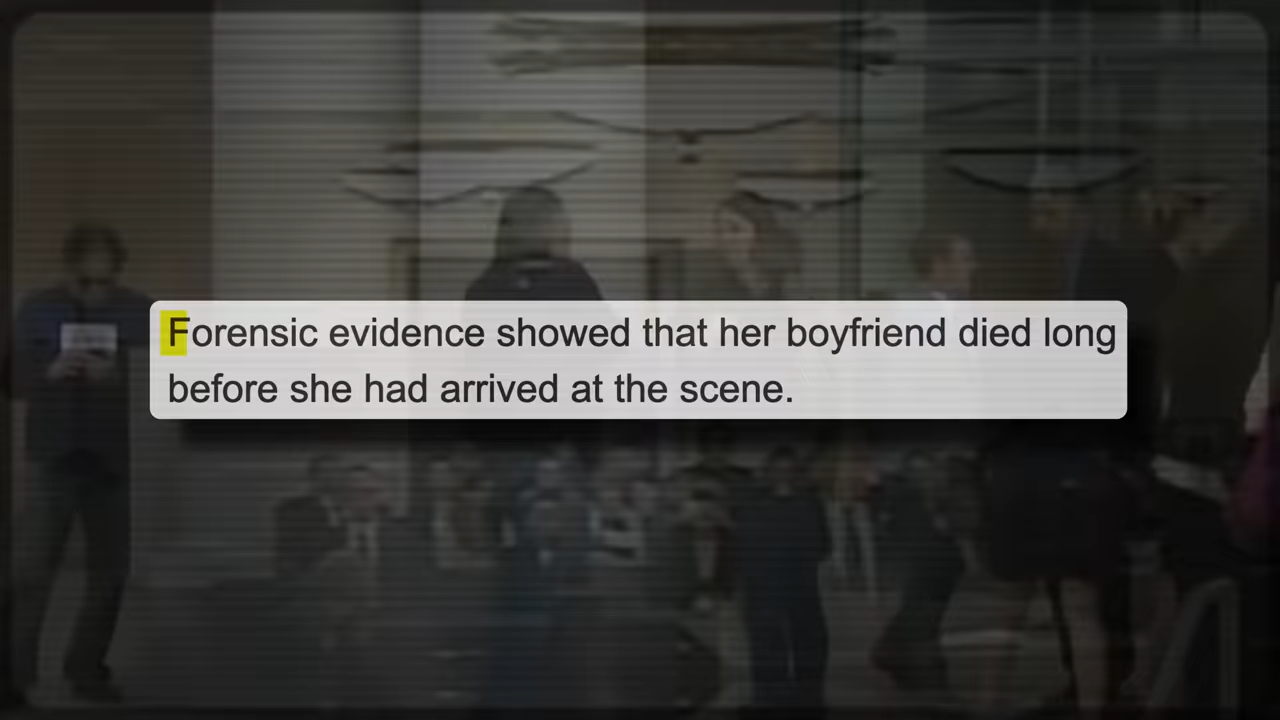 Forensic evidence showed that her boyfriend died long
before she had arrived at the scene.